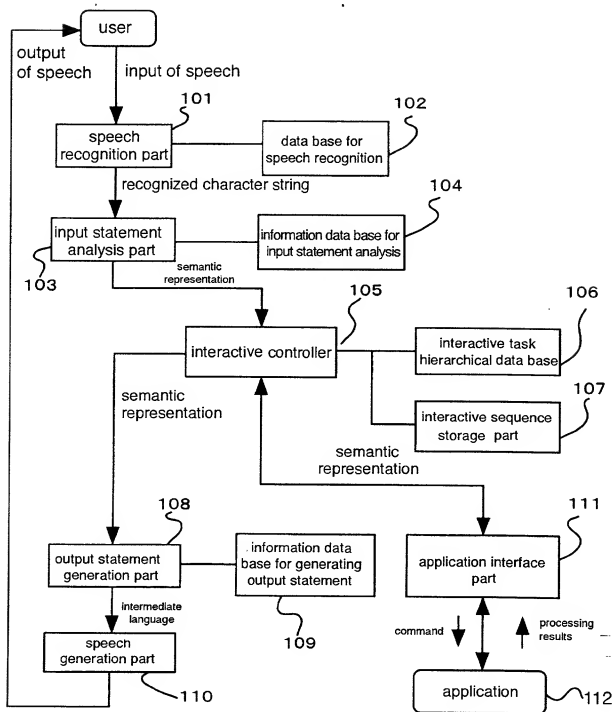 user
output
of speech
input of speech
101
102
speech
recognition part
data base for
speech recognition
recognized character string
104
input statement
analysis part
information data base for
input statement analysis
103
semantic
representation
105
106
interactive controller
interactive task
hierarchical data base
107
semantic
representation
interactive sequence
storage part
semantic
representation
108
111
output statement
generation part
information data
base for generating
output statement
application interface
part
intermediate
language
109
command
processing
results
speech
generation part
110
application
112